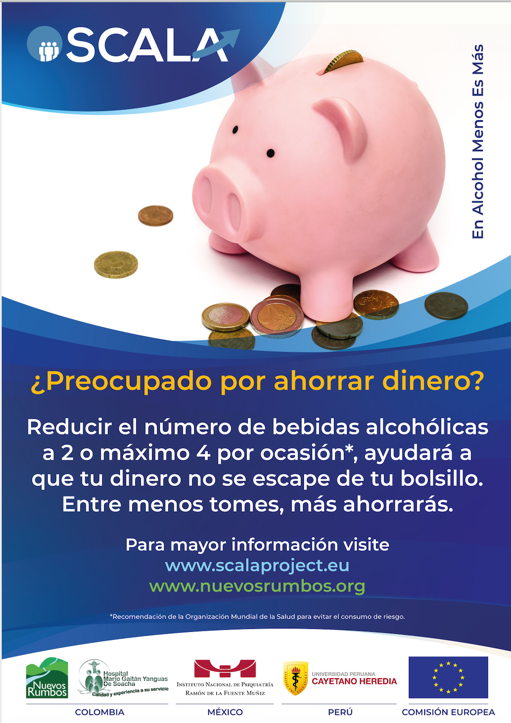 SCALA
En Alcohol Menos Es Más
¿Preocupado por ahorrar dinero?
Reducir el número de bebidas alcohólicas
a 2 o máximo 4 por ocasión*, ayudará a
que tu dinero no se escape de tu bolsillo.
Entre menos tomes, más ahorrarás.
Para mayor información visite
www.scalaproject.eu
www.nuevosrumbos.org
*Recomendación de la Organización Mundial de la Salud para evitar el consumo de riesgo.
Nuevos
Rumbos
Hospital
Mario Gaitán Yanguas
De Soacha
Calidad y experiencia a su servicio
COLOMBIA
Instituto Nacional de Psiquiatría
Ramón de la Fuente Muñiz
MÉXICO
UNIVERSIDAD PERUANA
CAYETANO HEREDIA
PERÚ
COMISIÓN EUROPEA